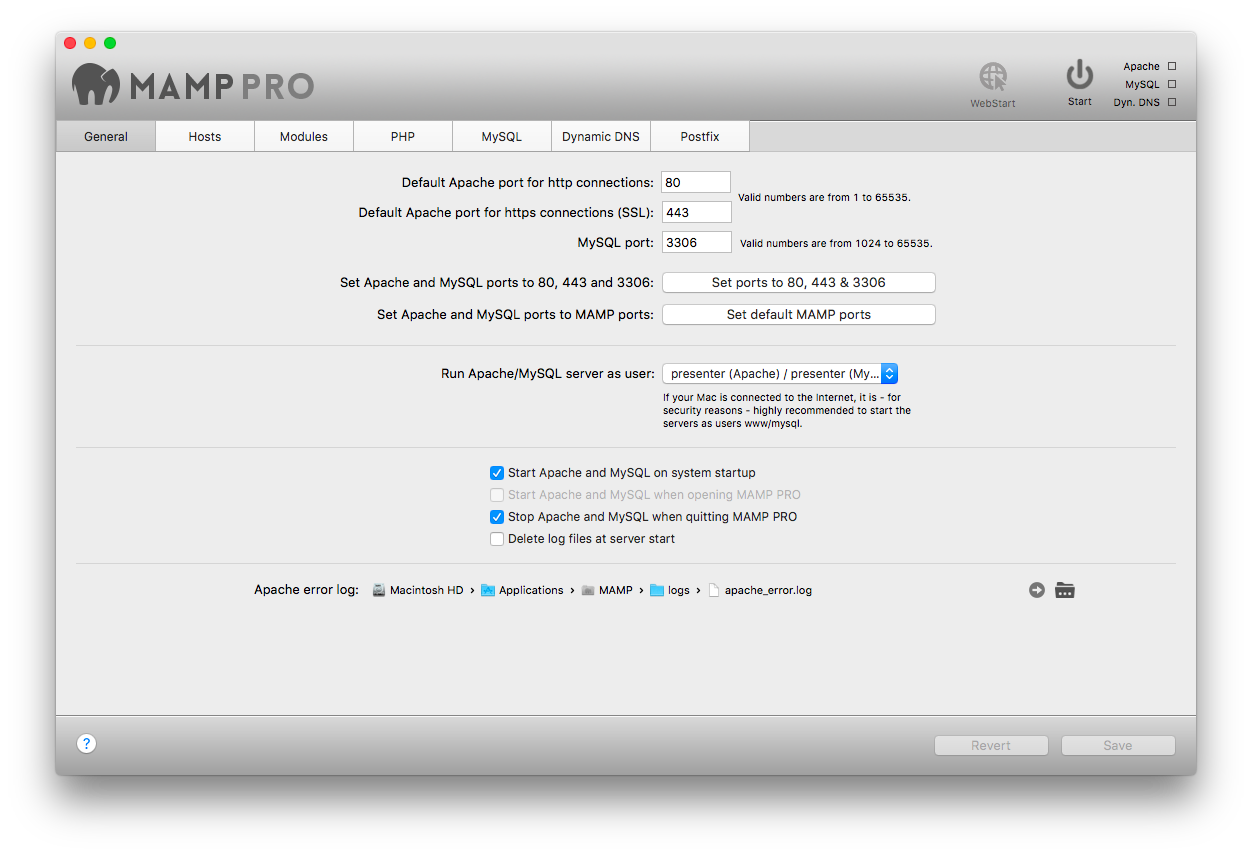 MAMP PRO
WebStart
Start
Apache
MySQL
Dyn. DNS
General Hosts Modules PHP MySQL Dynamic DNS Postfix
Default Apache port for http connections: 80
Valid numbers are from 1 to 65535.
Default Apache port for https connections (SSL): 443
MySQL port: 3306 Valid numbers are from 1024 to 65535.
Set Apache and MySQL ports to 80, 443 and 3306: Set ports to 80, 443 & 3306
Set Apache and MySQL ports to MAMP ports: Set default MAMP ports
Run Apache/MySQL server as user: presenter (Apache) / presenter (My...
If your Mac is connected to the Internet, it is - for
security reasons - highly recommended to start the
servers as users www/mysql.
Start Apache and MySQL on system startup
Start Apache and MySQL when opening MAMP PRO
Stop Apache and MySQL when quitting MAMP PRO
Delete log files at server start
Apache error log: Macintosh HD › Applications › MAMP › logs › apache_error.log
? Revert Save